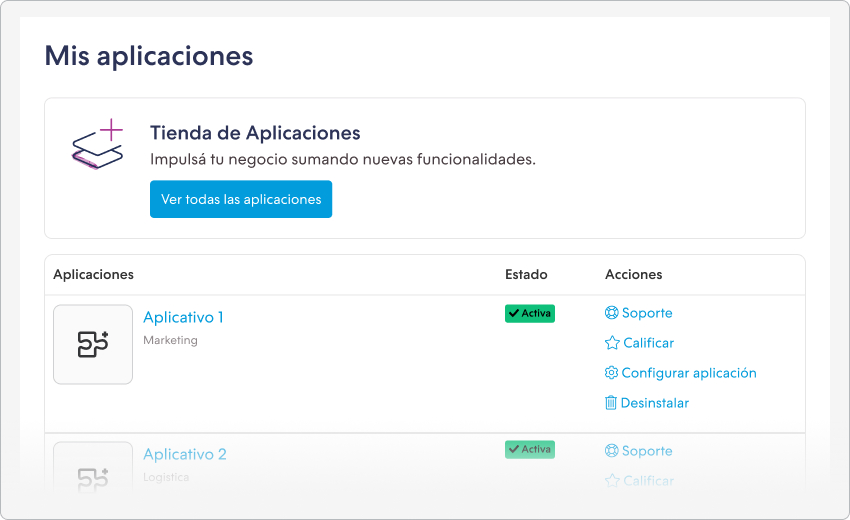 Mis aplicaciones
Tienda de Aplicaciones
Impulsá tu negocio sumando nuevas funcionalidades.
Ver todas las aplicaciones
Aplicaciones Estado Acciones
Aplicativo 1 Activa Soporte
Marketing Calificar
Configurar aplicación
Desinstalar
Aplicativo 2 Activa Soporte
Logística Calificar